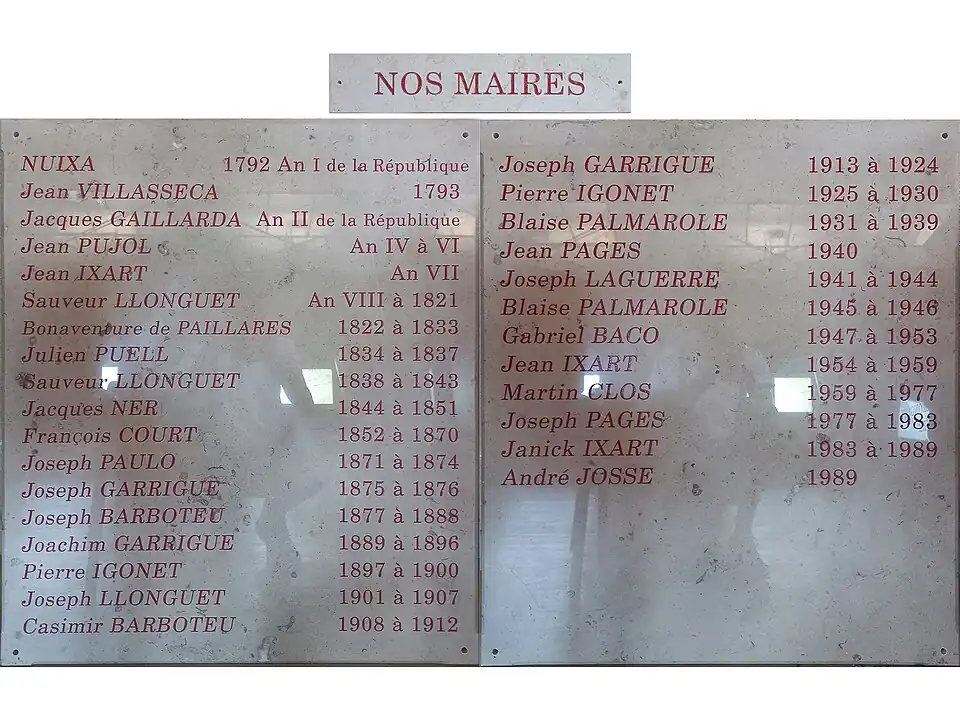 NOS MAIRES
NUIXA 1792 An I de la République
Jean VILLASSECA 1793
Jacques GAILLARDA An II de la République
Jean PUJOL An IV à VI
Jean IXART An VII
Sauveur LLONGUET An VIII à 1821
Bonaventure de PAILLARES 1822 à 1833
Julien PUELL 1834 à 1837
Sauveur LLONGUET 1838 à 1843
Jacques NER 1844 à 1851
François COURT 1852 à 1870
Joseph PAULO 1871 à 1874
Joseph GARRIGUE 1875 à 1876
Joseph BARBOTEU 1877 à 1888
Joachim GARRIGUE 1889 à 1896
Pierre IGONET 1897 à 1900
Joseph LLONGUET 1901 à 1907
Casimir BARBOTEU 1908 à 1912
Joseph GARRIGUE 1913 à 1924
Pierre IGONET 1925 à 1930
Blaise PALMAROLE 1931 à 1939
Jean PAGES 1940
Joseph LAGUERRE 1941 à 1944
Blaise PALMAROLE 1945 à 1946
Gabriel BACO 1947 à 1953
Jean IXART 1954 à 1959
Martin CLOS 1959 à 1977
Joseph PAGES 1977 à 1983
Janick IXART 1983 à 1989
André JOSSE 1989